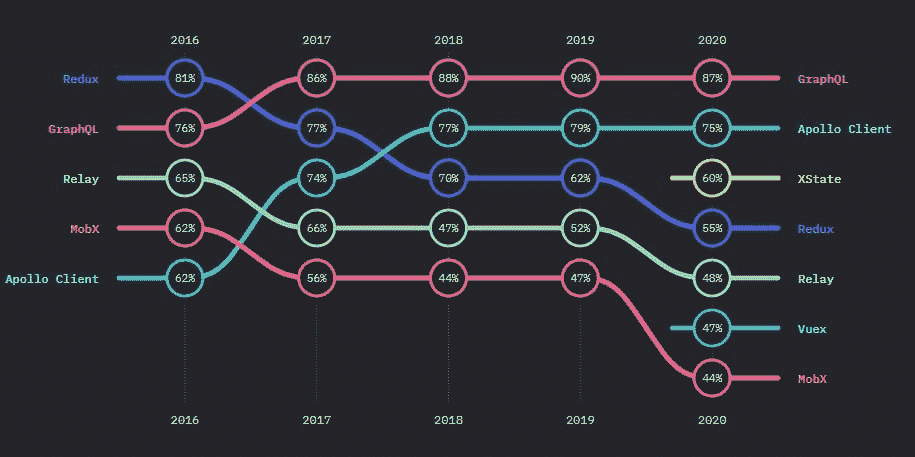 2016 2017 2018 2019 2020
Redux 81% 86% 88% 90% 87% GraphQL
GraphQL 76% 77% 77% 79% 75% Apollo Client
Relay 65% 74% 70% 62% 60% XState
MobX 62% 66% 47% 52% 55% Redux
Apollo Client 62% 56% 44% 47% 48% Relay
47% Vuex
44% MobX
2016 2017 2018 2019 2020